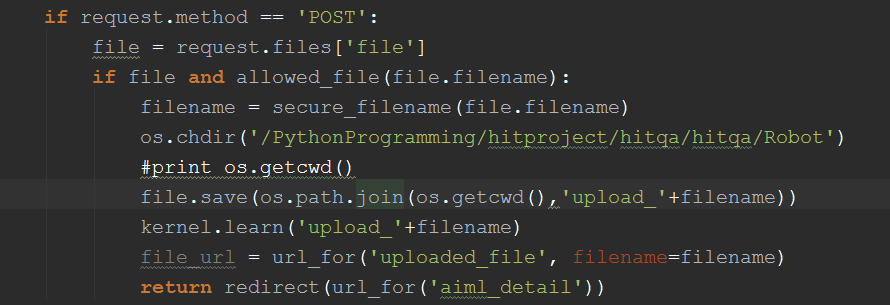 if request.method == 'POST':
file = request.files['file']
if file and allowed_file(file.filename):
filename = secure_filename(file.filename)
os.chdir('/PythonProgramming/hitproject/hitqa/hitqa/Robot')
#print os.getcwd()
file.save(os.path.join(os.getcwd(),'upload_'+filename))
kernel.learn('upload_'+filename)
file_url = url_for('uploaded_file', filename=filename)
return redirect(url_for('aiml_detail'))